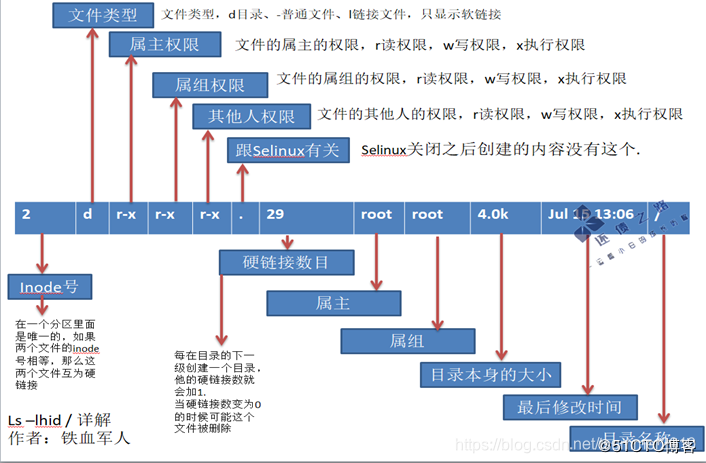 文件类型
文件类型，d目录、-普通文件、l链接文件，只显示软链接
属主权限
文件的属主的权限，r读权限，w写权限，x执行权限
属组权限
文件的属组的权限，r读权限，w写权限，x执行权限
其他人权限
文件的其他人的权限，r读权限，w写权限，x执行权限
跟Selinux有关
Selinux关闭之后创建的内容没有这个.
2 d r-x r-x r-x . 29 root root 4.0k Jul 15 13:06 /
硬链接数目
Inode号
属主
在一个分区里面
是唯一的，如果
两个文件的inode
号相等，那么这
两个文件互为硬
链接
属组
每在目录的下一
级创建一个目录，
他的硬链接数就
会加1.
当硬链接数变为0
的时候可能这个
文件被删除
目录本身的大小
最后修改时间
目录名称
Ls –lhid / 详解
作者：铁血军人
https://blog.csdn.net/
@51CTO博客